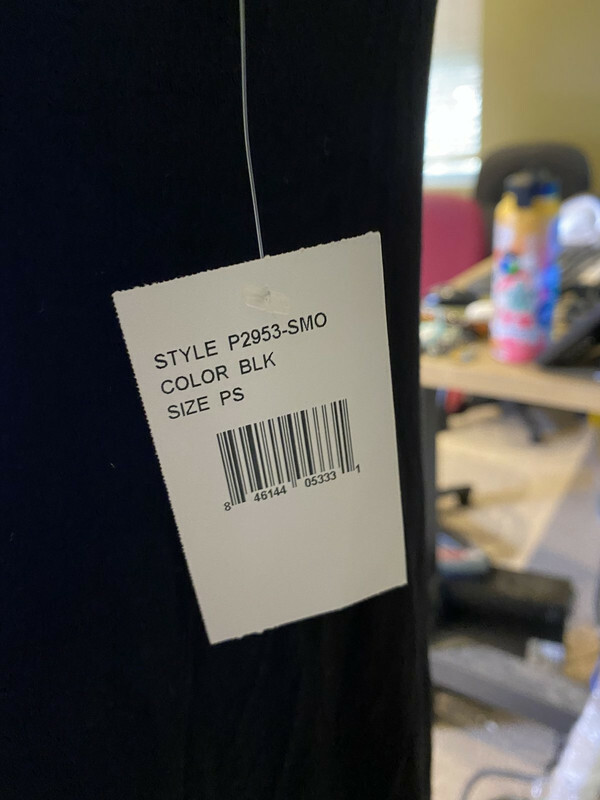 STYLE P2953-SMO
COLOR BLK
SIZE PS
8 46144 05333 1